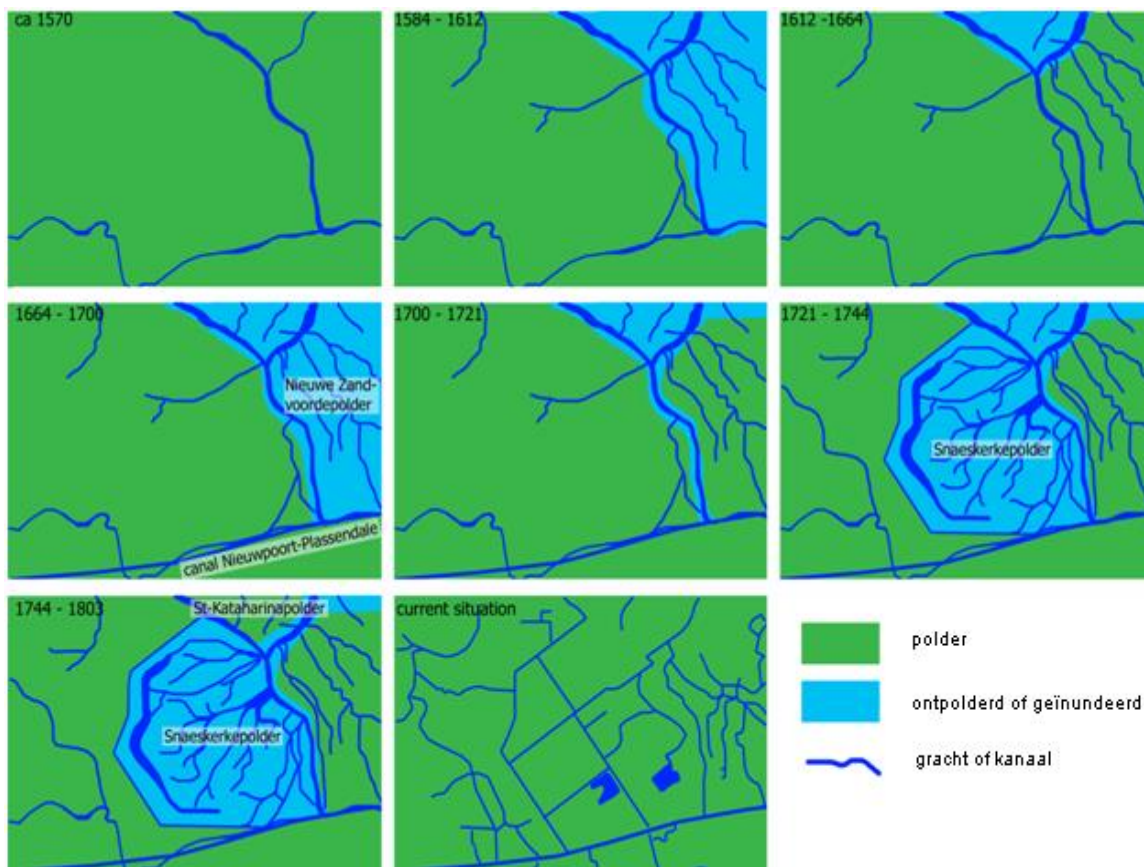 ca 1570
1584 - 1612
1612 -1664
1664 - 1700
Nieuwe Zand-
voordepolder
canal Nieuwpoort-Plassendale
1700 - 1721
1721 - 1744
Snaeskerkepolder
1744 - 1803
St-Kataharinapolder
Snaeskerkepolder
current situation
polder
ontpolderd of geïnundeerd
gracht of kanaal